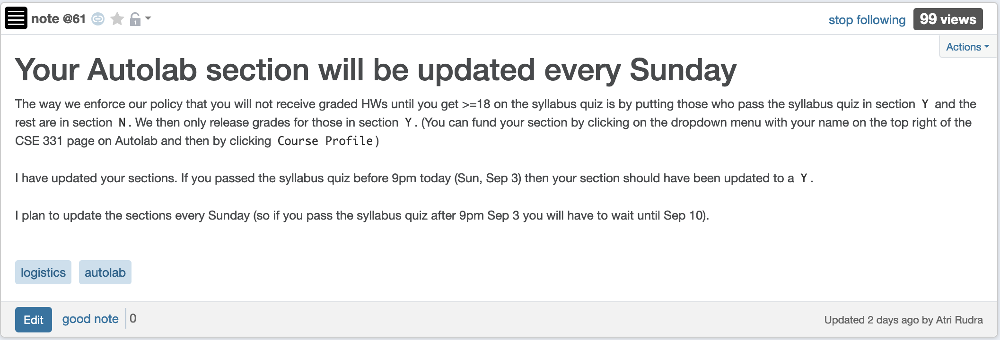 note @61
stop following
99 views
Actions
Your Autolab section will be updated every Sunday
The way we enforce our policy that you will not receive graded HWs until you get >=18 on the syllabus quiz is by putting those who pass the syllabus quiz in section Y and the
rest are in section N. We then only release grades for those in section Y. (You can fund your section by clicking on the dropdown menu with your name on the top right of the
CSE 331 page on Autolab and then by clicking Course Profile)
I have updated your sections. If you passed the syllabus quiz before 9pm today (Sun, Sep 3) then your section should have been updated to a Y.
I plan to update the sections every Sunday (so if you pass the syllabus quiz after 9pm Sep 3 you will have to wait until Sep 10).
logistics autolab
Edit good note 0
Updated 2 days ago by Atri Rudra